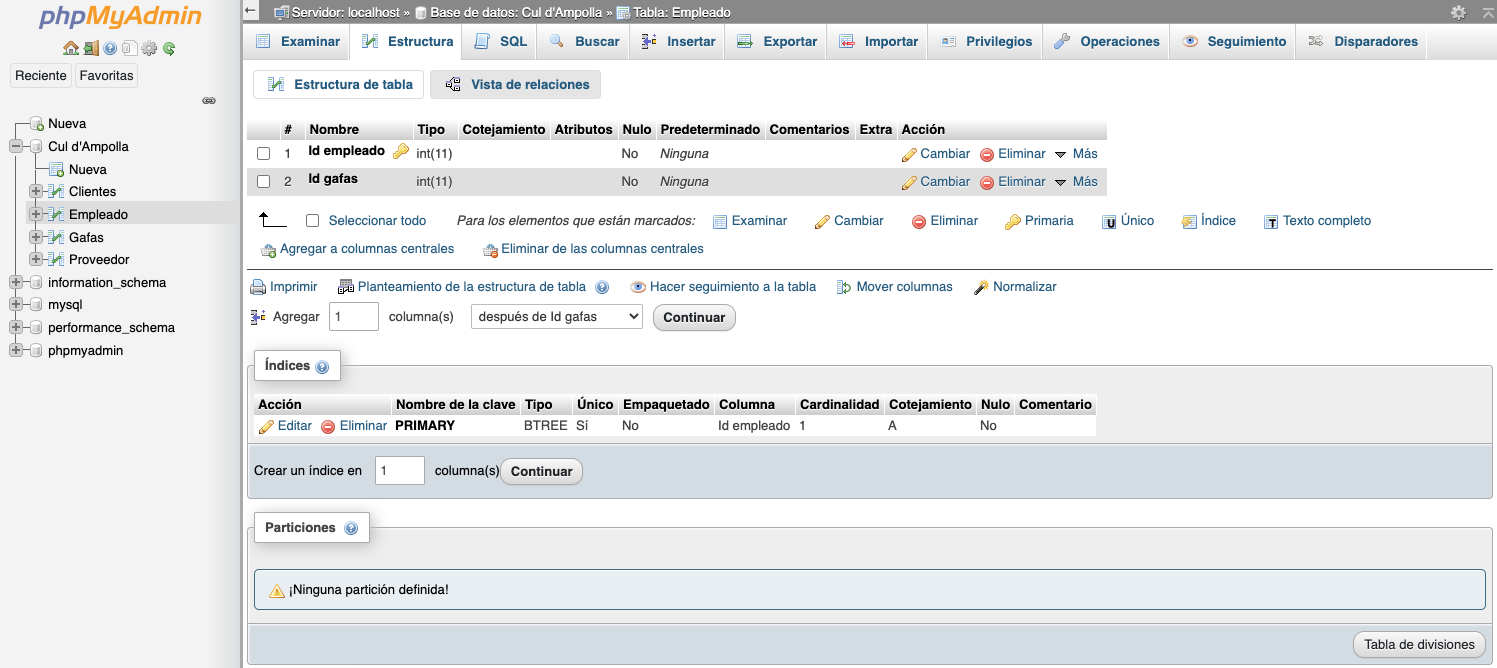 phpMyAdmin
Reciente Favoritas
Nueva
Cul d'Ampolla
Nueva
Clientes
Empleado
Gafas
Proveedor
information_schema
mysql
performance_schema
phpmyadmin
Servidor: localhost » Base de datos: Cul d'Ampolla » Tabla: Empleado
Examinar Estructura SQL Buscar Insertar Exportar Importar Privilegios Operaciones Seguimiento Disparadores
Estructura de tabla Vista de relaciones
# Nombre Tipo Cotejamiento Atributos Nulo Predeterminado Comentarios Extra Acción
1 Id empleado int(11) No Ninguna Cambiar Eliminar Más
2 Id gafas int(11) No Ninguna Cambiar Eliminar Más
Seleccionar todo Para los elementos que están marcados: Examinar Cambiar Eliminar Primaria Único Índice Texto completo
Agregar a columnas centrales Eliminar de las columnas centrales
Imprimir Planteamiento de la estructura de tabla Hacer seguimiento a la tabla Mover columnas Normalizar
Agregar 1 columna(s) después de Id gafas Continuar
Índices
Acción Nombre de la clave Tipo Único Empaquetado Columna Cardinalidad Cotejamiento Nulo Comentario
Editar Eliminar PRIMARY BTREE Sí No Id empleado 1 A No
Crear un índice en 1 columna(s) Continuar
Particiones
¡Ninguna partición definida!
Tabla de divisiones